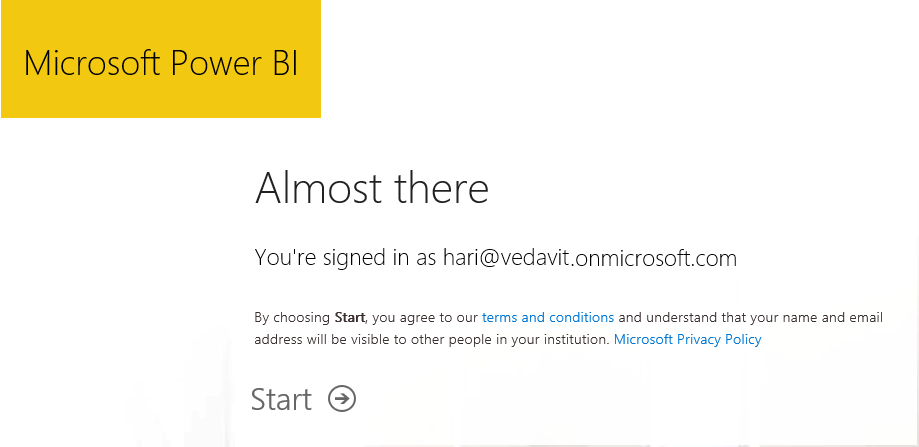 Microsoft Power BI
Almost there
You're signed in as hari@vedavit.onmicrosoft.com
By choosing Start, you agree to our terms and conditions and understand that your name and email
address will be visible to other people in your institution. Microsoft Privacy Policy
Start